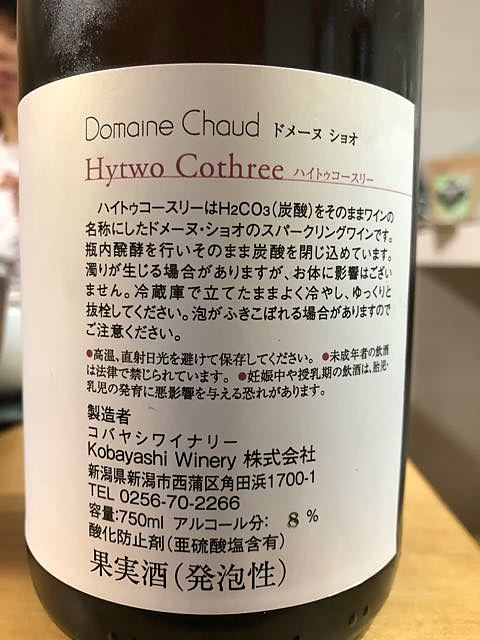 Domaine Chaud ドメーヌ ショオ
Hytwo Cothree ハイトゥコースリー
ハイトゥコースリーはH2CO3(炭酸)をそのままワインの
名称にしたドメーヌ・ショオのスパークリングワインです。
瓶内醗酵を行いそのまま炭酸を閉じ込めています。
濁りが生じる場合がありますが、お体に影響はござい
ません。冷蔵庫で立てたままよく冷やし、ゆっくりと
抜栓してください。泡がふきこぼれる場合がありますので
ご注意ください。
●高温、直射日光を避けて保存してください。 ●未成年者の飲酒
は法律で禁じられています。 ●妊娠中や授乳期の飲酒は、胎児・
乳児の発育に悪影響を与える恐れがあります。
製造者
コバヤシワイナリー
Kobayashi Winery 株式会社
新潟県新潟市西蒲区角田浜1700-1
TEL 0256-70-2266
容量:750ml アルコール分: 8 %
酸化防止剤(亜硫酸塩含有)
果実酒(発泡性)